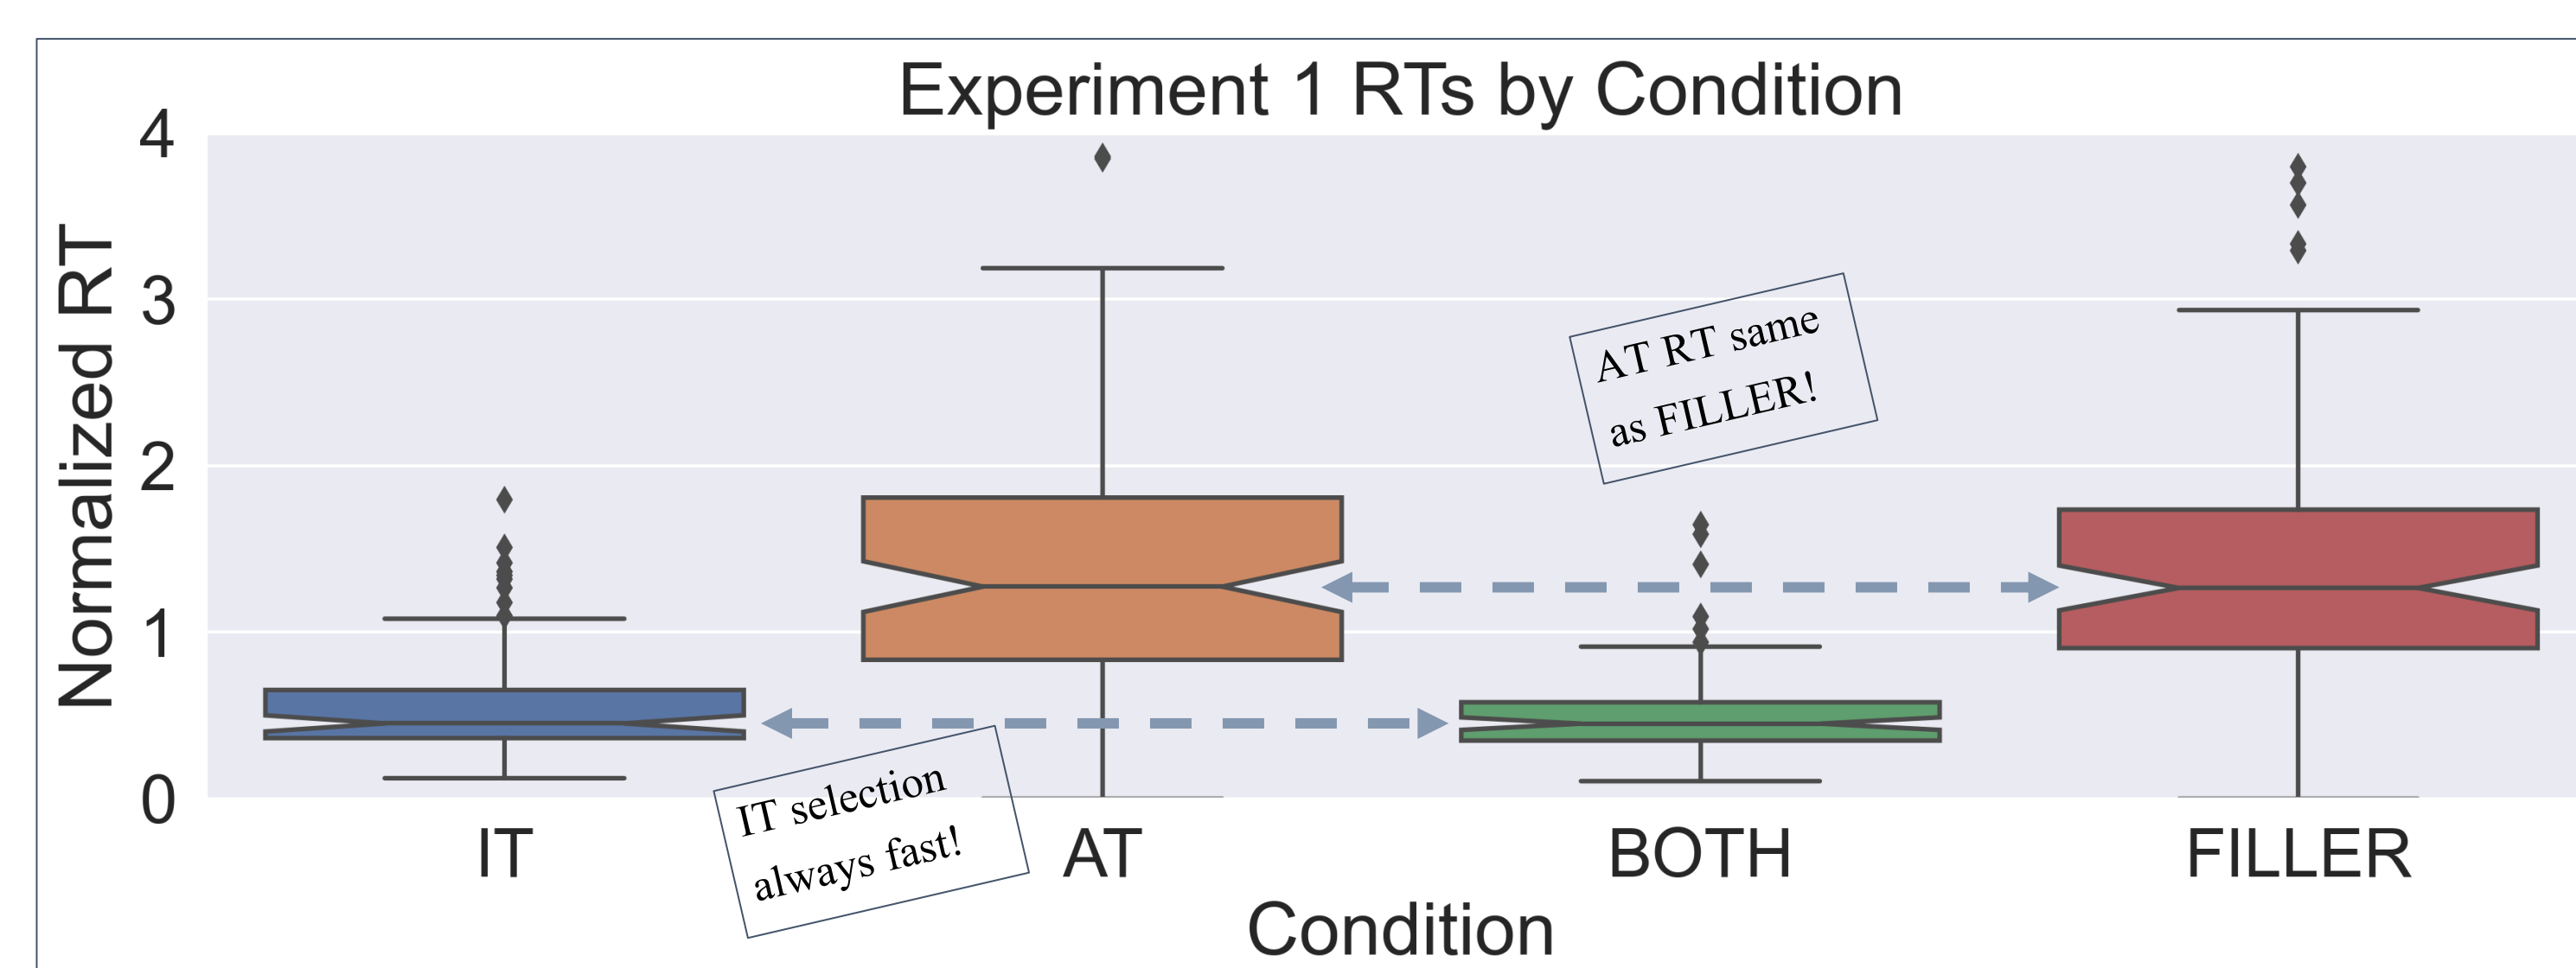 Experiment 1 RTs by Condition
4
3
2
1
0
Normalized RT
AT RT same
as FILLER!
IT selection
always fast!
IT
AT
BOTH
FILLER
Condition